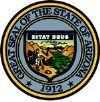 GREAT SEAL OF THE STATE OF ARIZONA
DITAT DEUS
1912